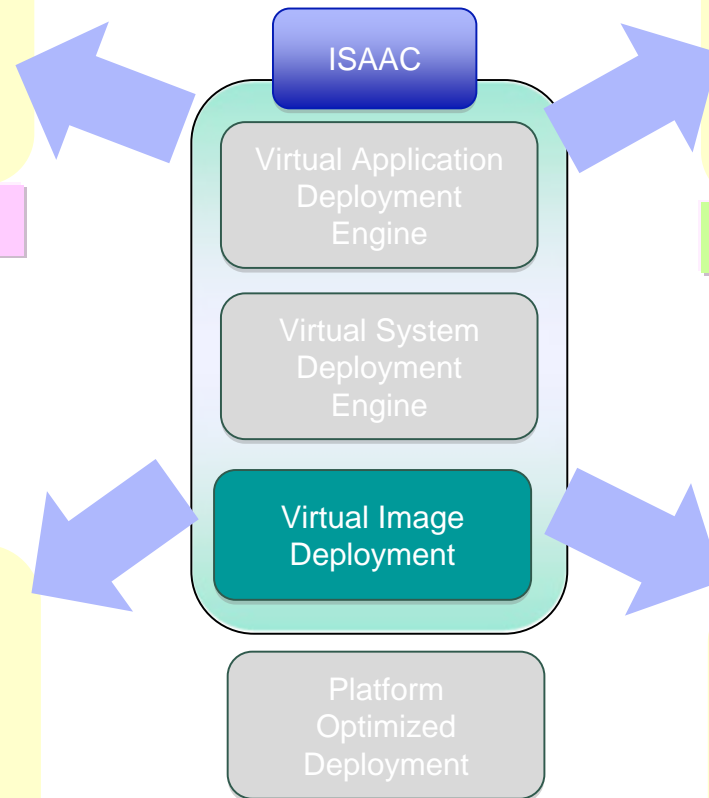 ISAAC
Virtual Application
Deployment
Engine
Virtual System
Deployment
Engine
Virtual Image
Deployment
Platform
Optimized
Deployment